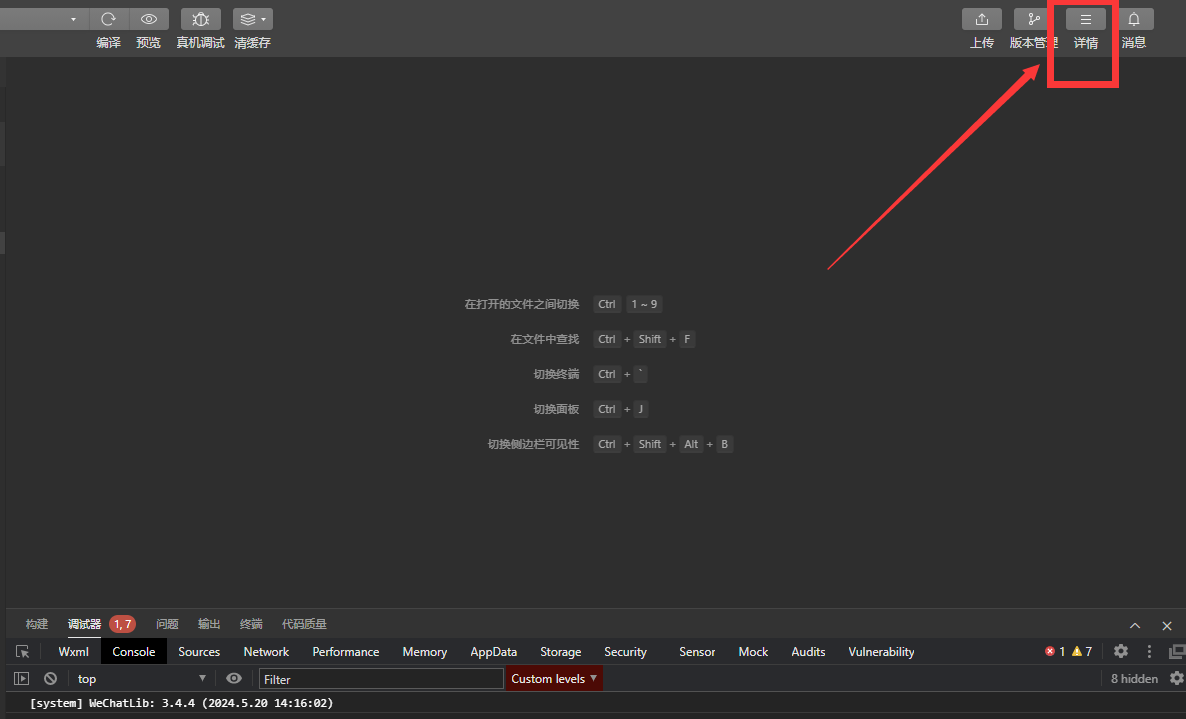 编译 预览 真机调试 清缓存 上传 版本管理 详情 消息
在打开的文件之间切换 Ctrl 1 ~ 9
在文件中查找 Ctrl + Shift + F
切换终端 Ctrl + `
切换面板 Ctrl + J
切换侧边栏可见性 Ctrl + Shift + Alt + B
构建 调试器 1, 7 问题 输出 终端 代码质量
Wxml Console Sources Network Performance Memory AppData Storage Security Sensor Mock Audits Vulnerability 1 7
top Filter Custom levels 8 hidden
[system] WeChatLib: 3.4.4 (2024.5.20 14:16:02)